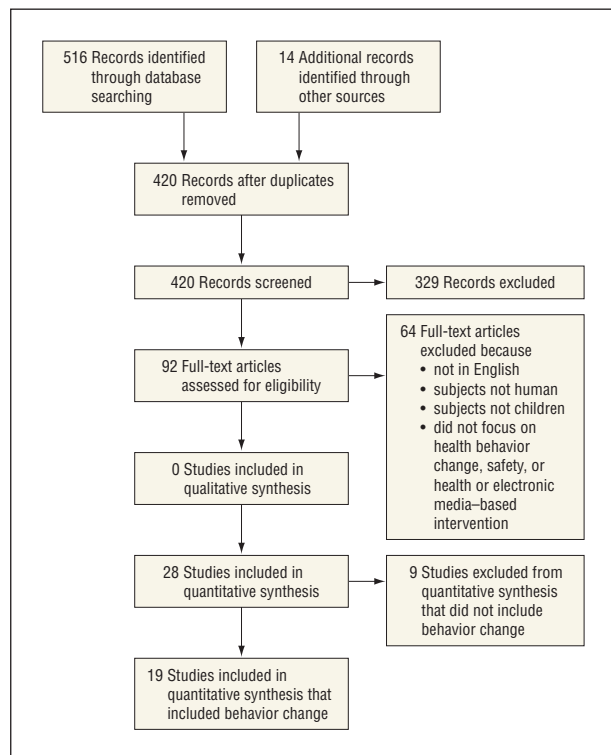 516 Records identified
through database
searching
14 Additional records
identified through
other sources
420 Records after duplicates
removed
420 Records screened
329 Records excluded
92 Full-text articles
assessed for eligibility
64 Full-text articles
excluded because
• not in English
• subjects not human
• subjects not children
• did not focus on
health behavior
change, safety, or
health or electronic
media–based
intervention
0 Studies included in
qualitative synthesis
28 Studies included in
quantitative synthesis
9 Studies excluded from
quantitative synthesis
that did not include
behavior change
19 Studies included in
quantitative synthesis that
included behavior change